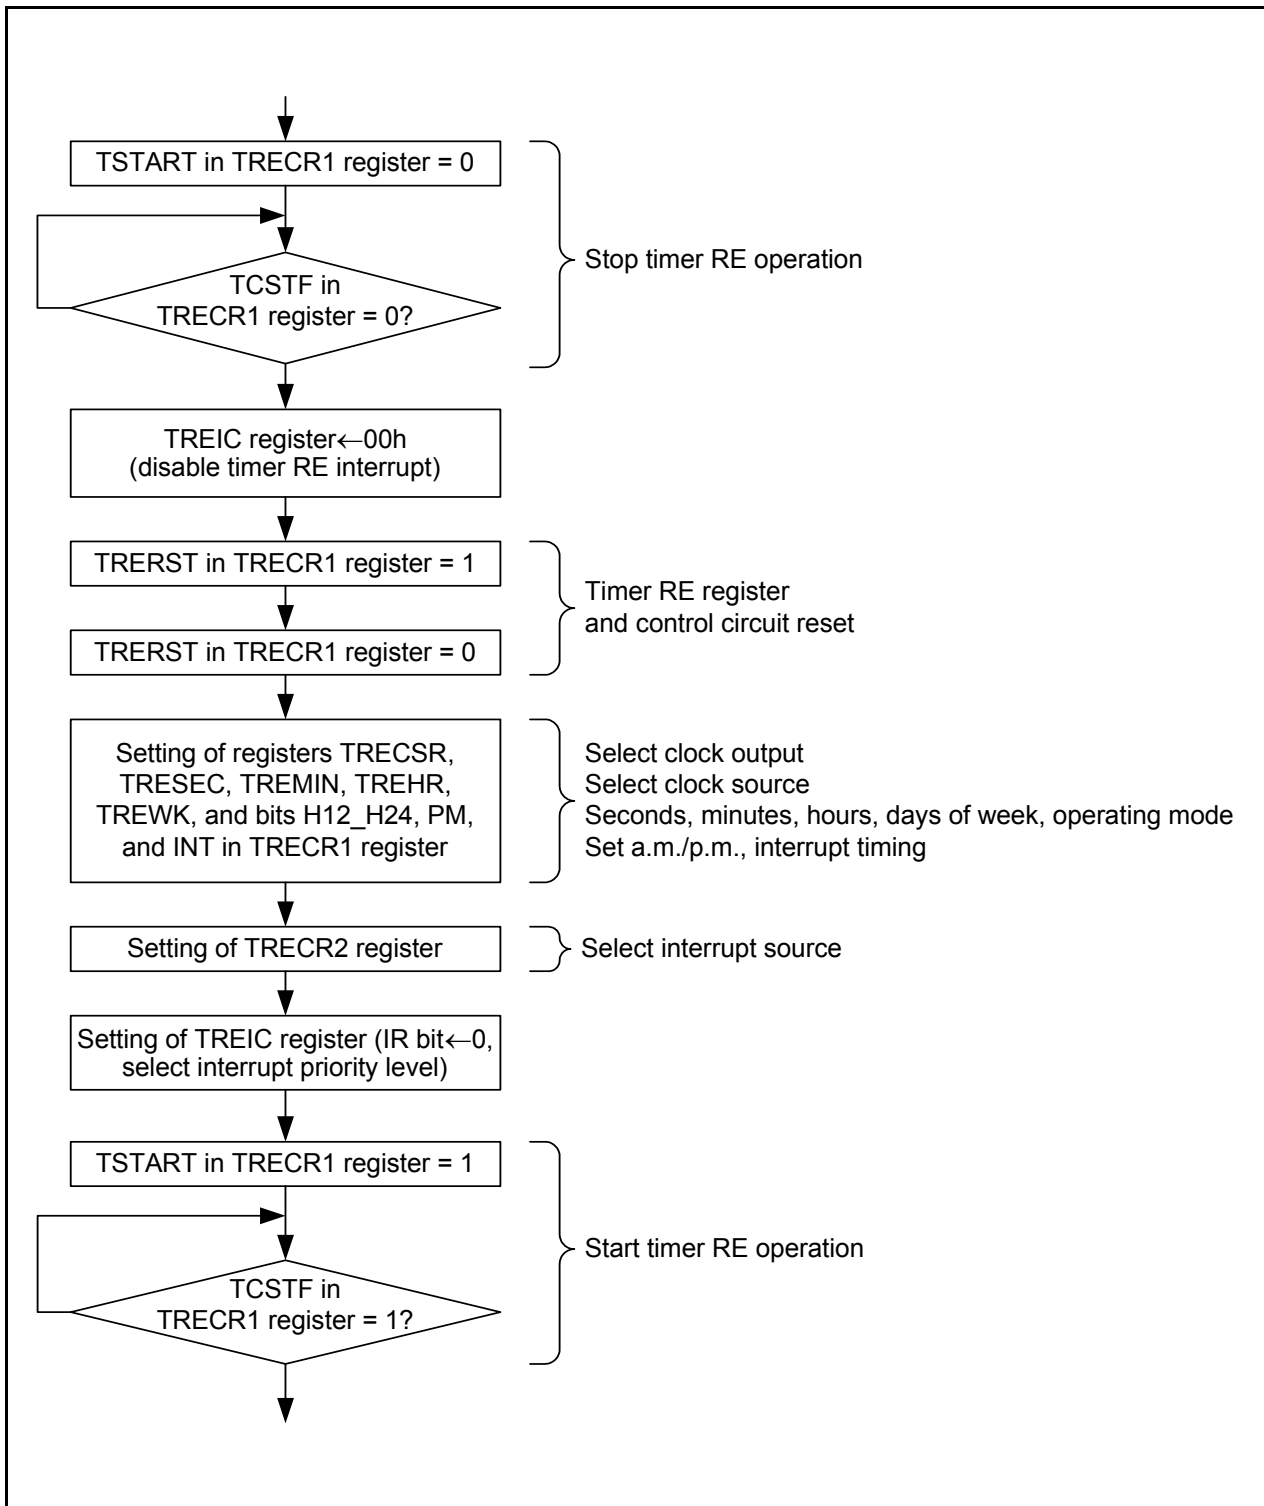 TSTART in TRECR1 register = 0
Stop timer RE operation
TCSTF in
TRECR1 register = 0?
TREIC register←00h
(disable timer RE interrupt)
TRERST in TRECR1 register = 1
Timer RE register
and control circuit reset
TRERST in TRECR1 register = 0
Setting of registers TRECSR,
TRESEC, TREMIN, TREHR,
TREWK, and bits H12_H24, PM,
and INT in TRECR1 register
Select clock output
Select clock source
Seconds, minutes, hours, days of week, operating mode
Set a.m./p.m., interrupt timing
Setting of TRECR2 register
Select interrupt source
Setting of TREIC register (IR bit←0,
select interrupt priority level)
TSTART in TRECR1 register = 1
Start timer RE operation
TCSTF in
TRECR1 register = 1?